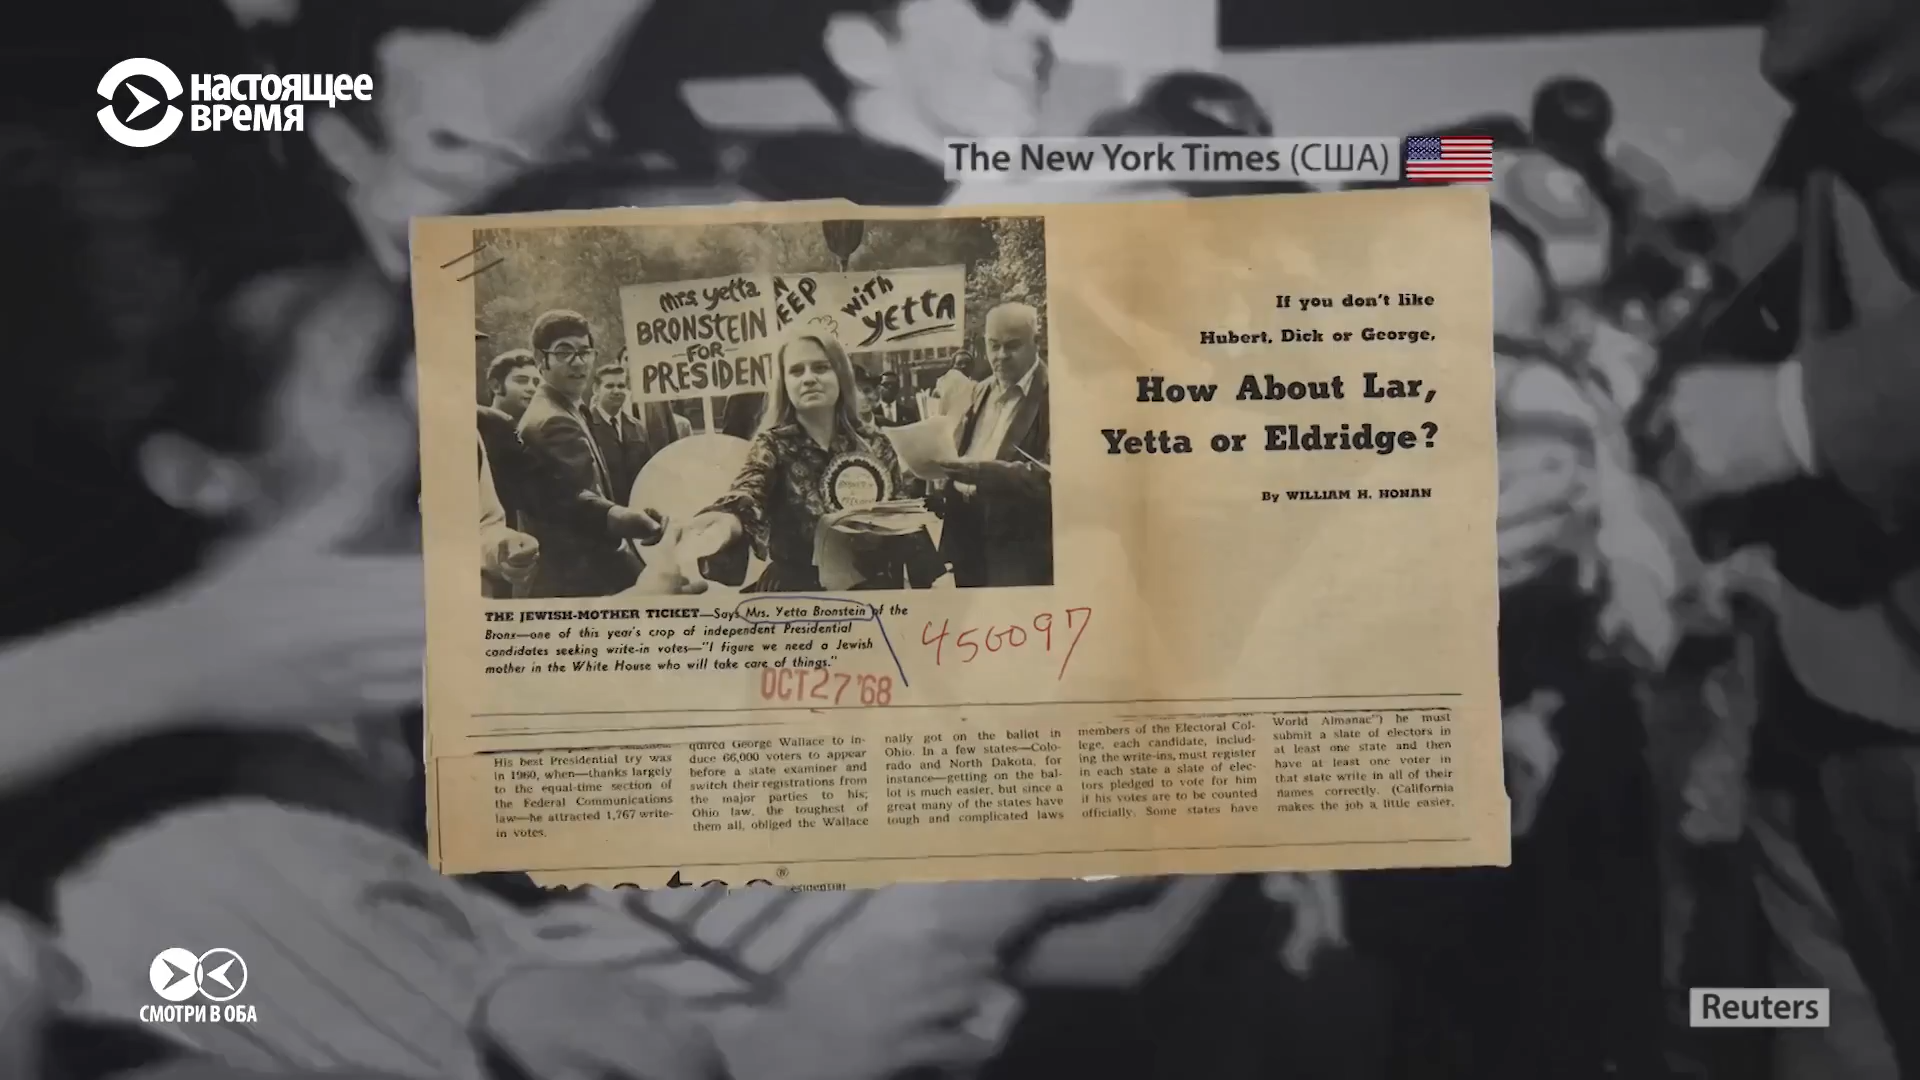 НАСТОЯЩЕЕ
ВРЕМЯ
The New York Times (США)
Mrs Yetta
BRONSTEIN
FOR
PRESIDENT
with
YETTA
If you don't like
Hubert, Dick or George,
How About Lar,
Yetta or Eldridge?
By WILLIAM H. HONAN
THE JEWISH-MOTHER TICKET—Says Mrs. Yetta Bronstein of the
Bronx—one of this year's crop of independent Presidential
candidates seeking write-in votes—"I figure we need a Jewish
mother in the White House who will take care of things."
456097
OCT 27 '68
His best Presidential try was
in 1960, when—thanks largely
to the equal-time section of
the Federal Communications
law—he attracted 1,767 write-
in votes.
quired George Wallace to in-
duce 66,000 voters to appear
before a state examiner and
switch their registrations from
the major parties to his;
Ohio law, the toughest of
them all, obliged the Wallace
nally got on the ballot in
Ohio. In a few states—Colo-
rado and North Dakota, for
instance—getting on the bal-
lot is much easier, but since a
great many of the states have
tough and complicated laws
members of the Electoral Col-
lege, each candidate, includ-
ing the write-ins, must register
in each state a slate of elec-
tors pledged to vote for him
if his votes are to be counted
officially. Some states have
World Almanac") he must
submit a slate of electors in
at least one state and then
have at least one voter in
that state write in all of their
names correctly. (California
makes the job a little easier,
®
СМОТРИ В ОБА
Reuters